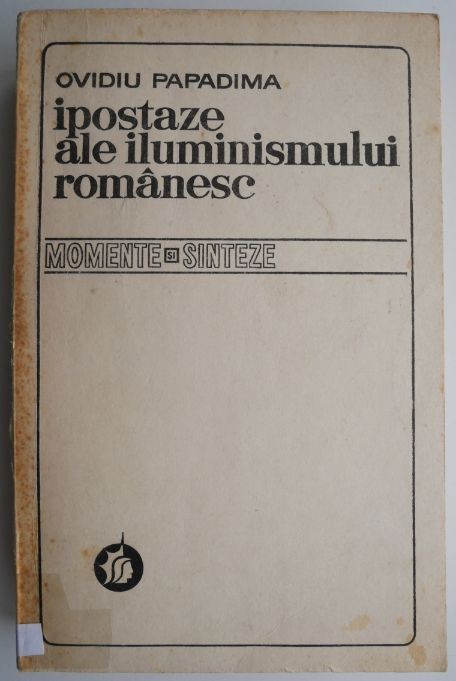 OVIDIU PAPADIMA
ipostaze
ale iluminismului
românesc
MOMENTE ŞI SINTEZE